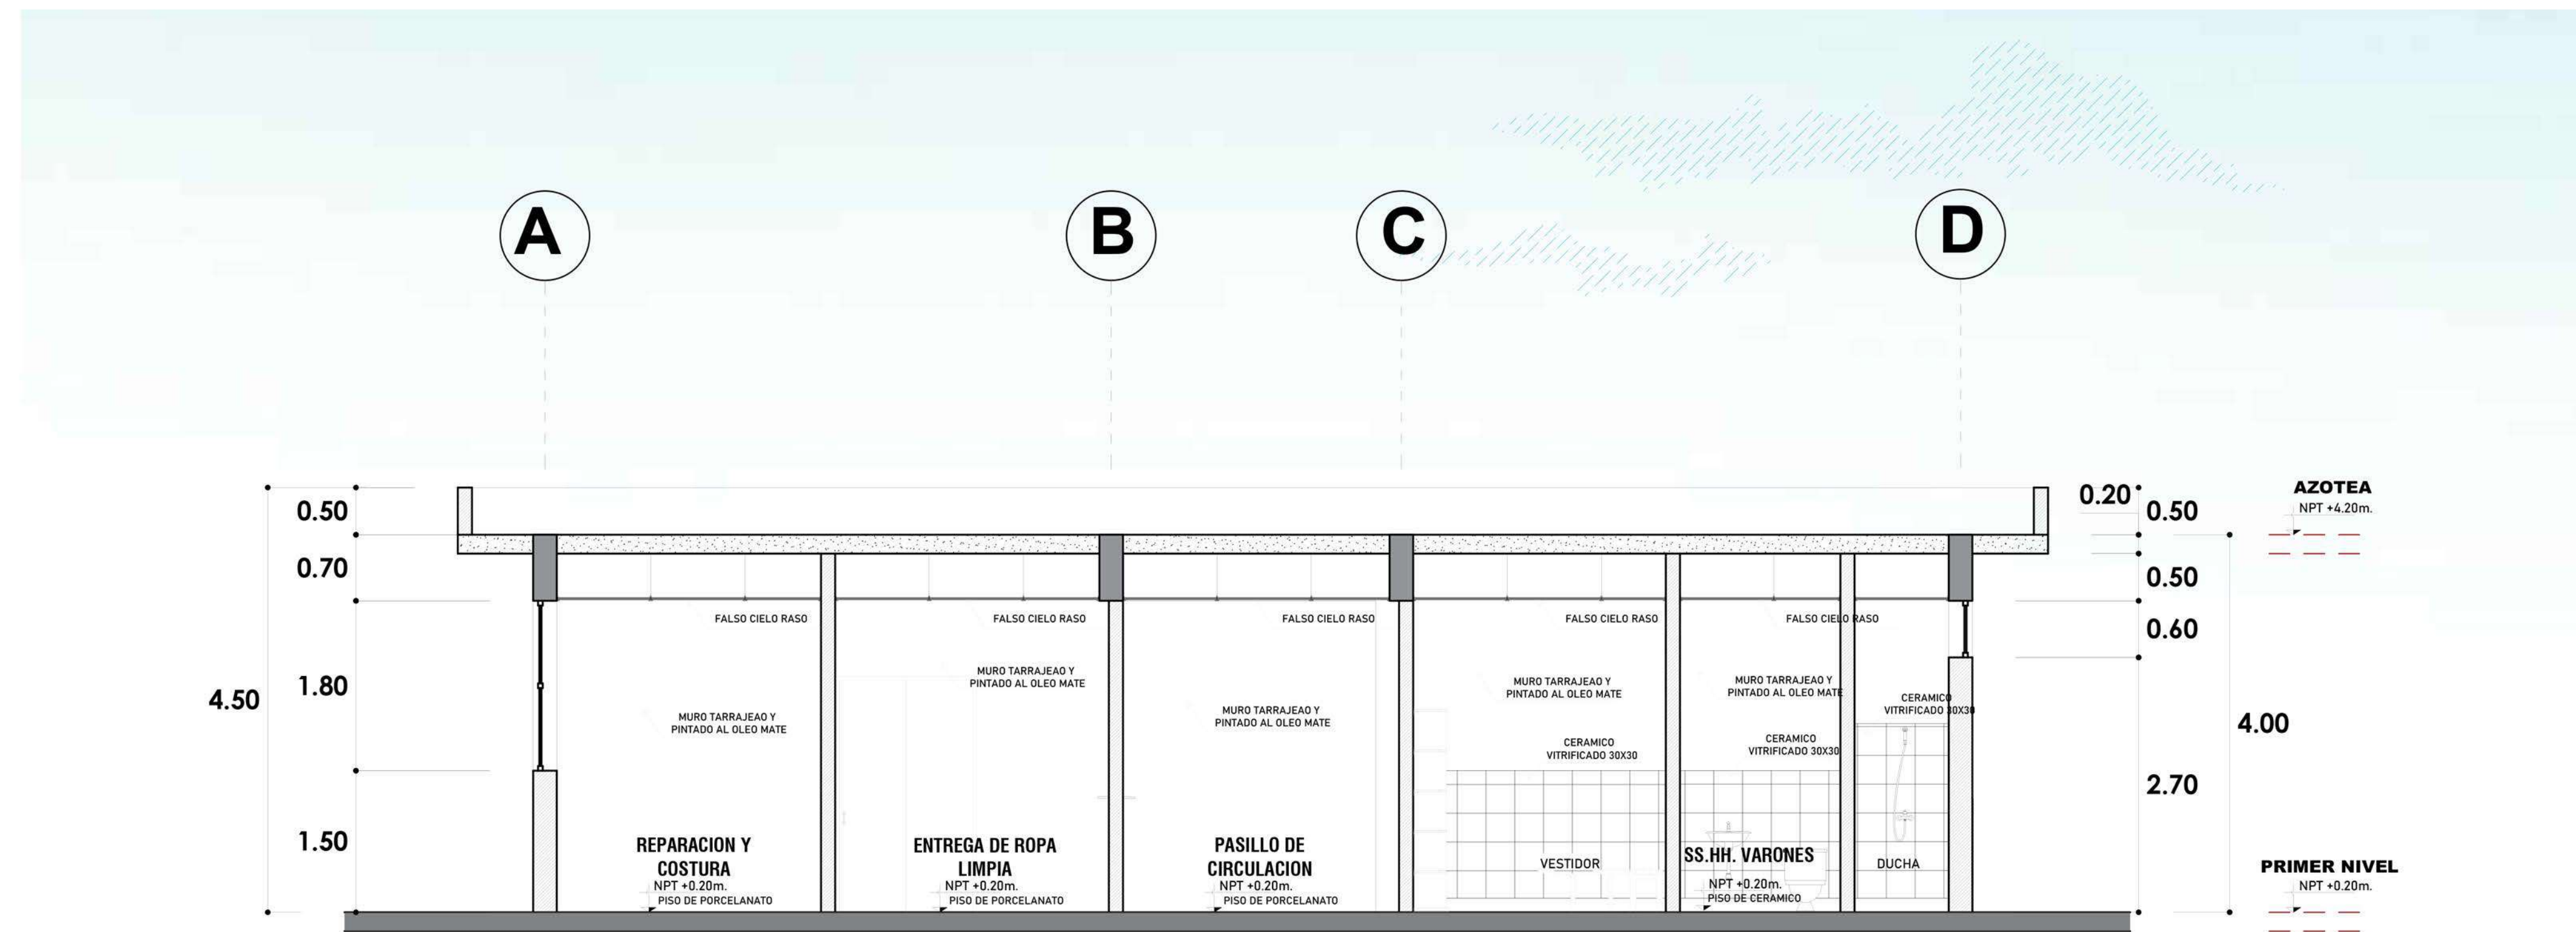 A
B
C
D
0.50
0.70
1.80
4.50
1.50
0.20
0.50
0.50
0.60
4.00
2.70
AZOTEA
NPT +4.20m.
PRIMER NIVEL
NPT +0.20m.
FALSO CIELO RASO
FALSO CIELO RASO
FALSO CIELO RASO
FALSO CIELO RASO
FALSO CIELO RASO
MURO TARRAJEAO Y
PINTADO AL OLEO MATE
MURO TARRAJEAO Y
PINTADO AL OLEO MATE
MURO TARRAJEAO Y
PINTADO AL OLEO MATE
MURO TARRAJEAO Y
PINTADO AL OLEO MATE
MURO TARRAJEAO Y
PINTADO AL OLEO MATE
CERAMICO
VITRIFICADO 30X30
CERAMICO
VITRIFICADO 30X30
CERAMICO
VITRIFICADO 30X30
REPARACION Y
COSTURA
NPT +0.20m.
PISO DE PORCELANATO
ENTREGA DE ROPA
LIMPIA
NPT +0.20m.
PISO DE PORCELANATO
PASILLO DE
CIRCULACION
NPT +0.20m.
PISO DE PORCELANATO
VESTIDOR
SS.HH. VARONES
NPT +0.20m.
PISO DE CERAMICO
DUCHA